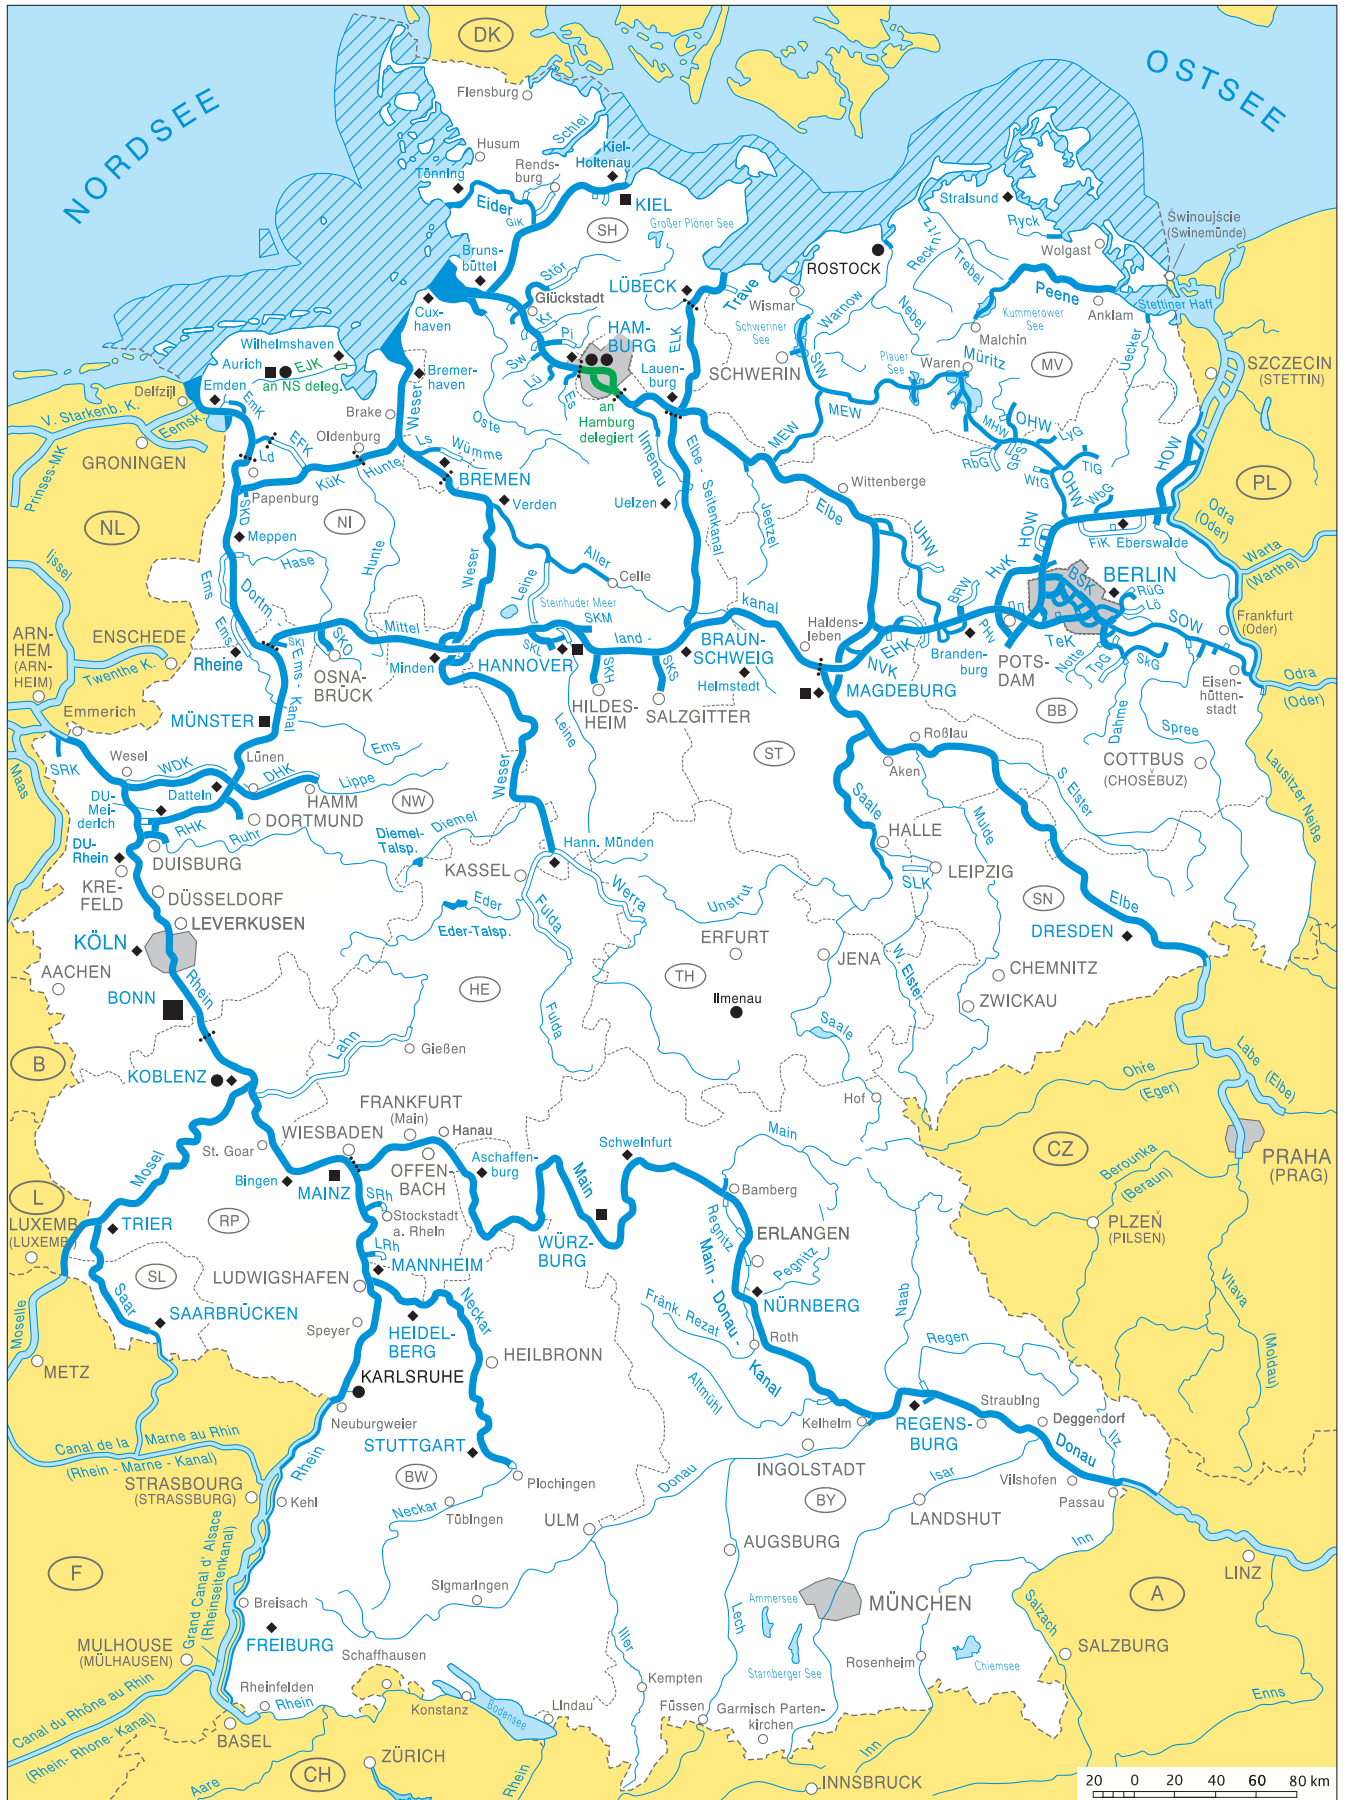 DK
NORDSEE
OSTSEE
Flensburg
Schlei
Husum
Rends-
burg
Kiel-
Holtenau
Tönning
Eider
GiK
KIEL
SH
Großer Plöner See
Stralsund
Ryck
Wolgast
Świnoujście
(Swinemünde)
Recknitz
Trebel
ROSTOCK
Bruns-
büttel
Stör
Glückstadt
LÜBECK
Trave
Wismar
Warnow
Peene
Anklam
Stettiner Haff
Kummerower
See
Malchin
Cux-
haven
Kr
Pi
HAM-
BURG
ELK
Schweriner
See
Nebel
Uecker
Wilhelmshaven
Aurich
EJK
an NS deleg.
Emden
Delfzijl
Bremer-
haven
Sw
Lü
Es
Lauen-
burg
SCHWERIN
StW
Plauer
See
Waren
Müritz
MV
SZCZECIN
(STETTIN)
V. Starkenb. K.
Eemsk.
EmK
Brake
Weser
Oste
an
Hamburg
delegiert
Ilmenau
Elbe - Seitenkanal
MEW
MEW
MHW
OHW
LyG
GPS
RbG
WtG
TlG
OHW
WbG
HOW
GRONINGEN
Prinses-MK
Ld
EFK
Oldenburg
Hunte
KüK
Ls
Wümme
BREMEN
Papenburg
SKD
NI
Verden
Uelzen
Wittenberge
Elbe
Jeetzel
PL
Odra
(Oder)
NL
Meppen
Hunte
Hase
Weser
Aller
Celle
Leine
UHW
HVK
HOW
FiK Eberswalde
Warta
(Warthe)
IJssel
Ems
Dortm.
Ems
Steinhuder Meer
SKM
Haldens-
leben
BRW
BSK
BERLIN
RüG
Lö
Frankfurt
(Oder)
ARN-
HEM
(ARN-
HEIM)
ENSCHEDE
Twenthe K.
Rheine
SKi
Ems - Kanal
SKO
OSNA-
BRÜCK
Mittel -
Minden
SKL
HANNOVER
land -
SKH
SKS
kanal
BRAUN-
SCHWEIG
Helmstedt
EHK
NVK
PHv
Branden-
burg
POTS-
DAM
TeK
Notte
TpG
SkG
SOW
Eisen-
hütten-
stadt
Odra
(Oder)
Emmerich
MÜNSTER
HILDES-
HEIM
SALZGITTER
MAGDEBURG
BB
Dahme
Spree
Leine
Ems
ST
Roßlau
COTTBUS
(CHOSEBUZ)
Maas
SRK
Wesel
WDK
Lünen
DHK
Lippe
HAMM
Datteln
DU-
Mei-
derich
RHK
DORTMUND
NW
Weser
Aken
Saale
Mulde
S. Elster
Lausitzer Neiße
Ruhr
Diemel-
Talsp.
Diemel
DU-
Rhein
DUISBURG
KASSEL
Hann. Münden
HALLE
SLK
LEIPZIG
SN
Elbe
KRE-
FELD
DÜSSELDORF
LEVERKUSEN
Eder
Eder-Talsp.
Fulda
Werra
Unstrut
W. Elster
DRESDEN
KÖLN
AACHEN
Rhein
BONN
HE
ERFURT
TH
JENA
CHEMNITZ
ZWICKAU
Ilmenau
Fulda
Saale
B
Lahn
Gießen
KOBLENZ
Hof
Ohře
(Eger)
Labe
(Elbe)
FRANKFURT
(Main)
Hanau
WIESBADEN
St. Goar
Mosel
Bingen
MAINZ
OFFEN-
BACH
Aschaffen-
burg
Schweinfurt
Main
Main
CZ
PRAHA
(PRAG)
Berounka
(Beraun)
L
LUXEMB.
(LUXEMB.)
TRIER
RP
SRh
Stockstadt
a. Rhein
WÜRZ-
BURG
Bamberg
Regnitz
ERLANGEN
Pegnitz
PLZEŇ
(PILSEN)
SL
Saar
LRh
MANNHEIM
LUDWIGSHAFEN
Main - Donau - Kanal
NÜRNBERG
Naab
Vltava
(Moldau)
Moselle
SAARBRÜCKEN
Speyer
HEIDEL-
BERG
Neckar
HEILBRONN
Fränk. Rezat
Roth
Altmühl
Regen
METZ
KARLSRUHE
Neuburgweier
Kelheim
REGENS-
BURG
Straubing
Deggendorf
Ilz
Donau
Canal de la Marne au Rhin
(Rhein - Marne - Kanal)
STUTTGART
BW
Plochingen
INGOLSTADT
Donau
Isar
Vilshofen
Passau
STRASBOURG
(STRASSBURG)
Rhein
Kehl
Neckar
Tübingen
ULM
BY
LANDSHUT
Inn
AUGSBURG
F
Grand Canal d' Alsace
(Rheinseitenkanal)
LINZ
A
Breisach
FREIBURG
Sigmaringen
Ammersee
MÜNCHEN
Lech
Iller
Salzach
SALZBURG
MULHOUSE
(MÜLHAUSEN)
Schaffhausen
Starnberger See
Rosenheim
Chiemsee
Enns
Canal du Rhône au Rhin
(Rhein- Rhone- Kanal)
Rheinfelden
Rhein
BASEL
Konstanz
Bodensee
Lindau
Kempten
Füssen
Garmisch Parten-
kirchen
Inn
ZÜRICH
CH
Aare
Rhein
INNSBRUCK
20 0 20 40 60 80 km